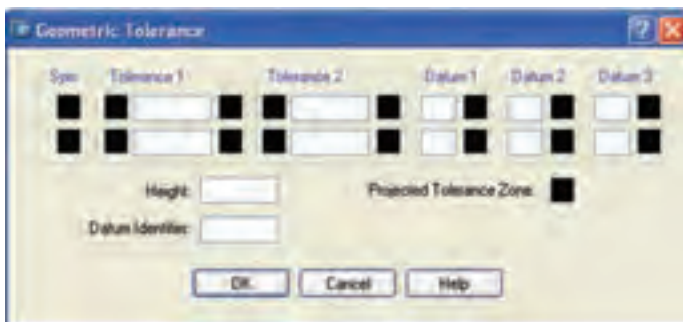 Geometric Tolerance
Sym Tolerance 1 Tolerance 2 Datum 1 Datum 2 Datum 3
Height: Projected Tolerance Zone:
Datum Identifier:
OK Cancel Help